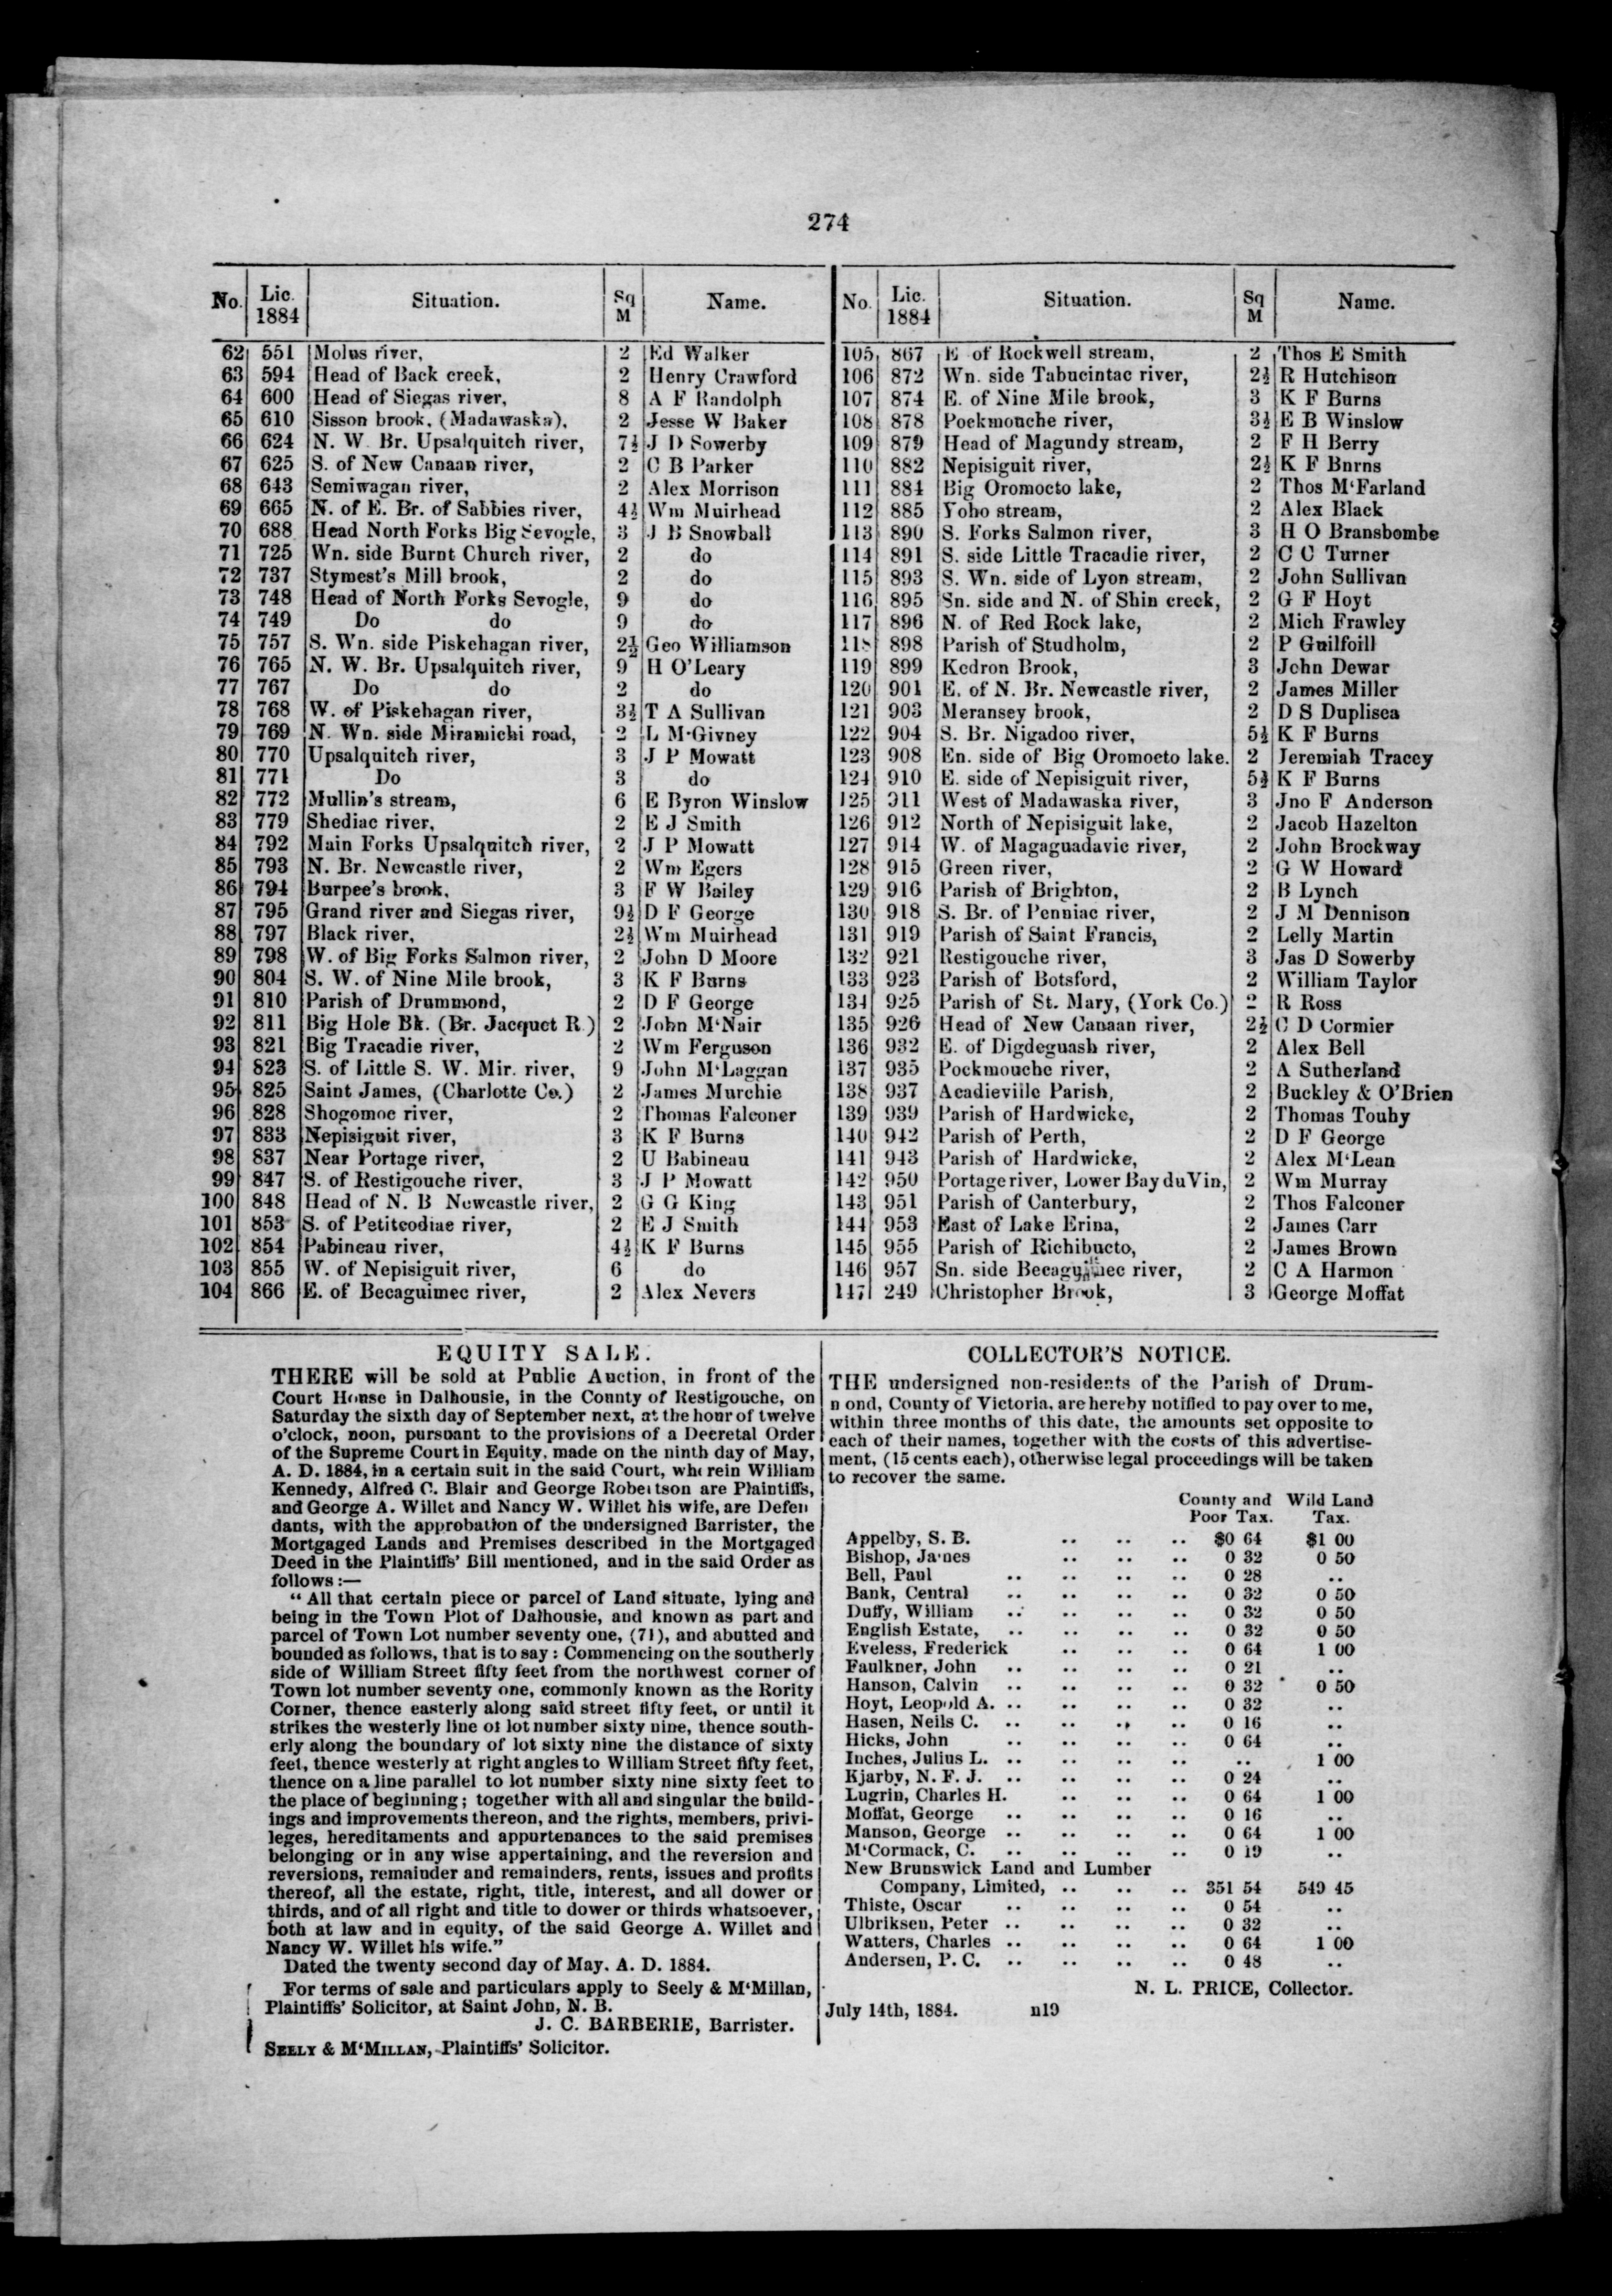 274
No. Lic. 1884 Situation. Sq M Name.
62 551 Molus river, 2 Ed Walker
63 594 Head of Back creek, 2 Henry Crawford
64 600 Head of Siegas river, 8 A F Randolph
65 610 Sisson brook, (Madawaska), 2 Jesse W Baker
66 624 N. W. Br. Upsalquitch river, 7½ J D Sowerby
67 625 S. of New Canaan river, 2 C B Parker
68 643 Semiwagan river, 2 Alex Morrison
69 665 N. of E. Br. of Sabbies river, 4½ Wm Muirhead
70 688 Head North Forks Big Sevogle, 3 J B Snowball
71 725 Wn. side Burnt Church river, 2 do
72 737 Stymest's Mill brook, 2 do
73 748 Head of North Forks Sevogle, 9 do
74 749 Do do 9 do
75 757 S. Wn. side Piskehagan river, 2½ Geo Williamson
76 765 N. W. Br. Upsalquitch river, 9 H O'Leary
77 767 Do do 2 do
78 768 W. of Piskehagan river, 3½ T A Sullivan
79 769 N. Wn. side Miramichi road, 2 L M'Givney
80 770 Upsalquitch river, 3 J P Mowatt
81 771 Do 3 do
82 772 Mullin's stream, 6 E Byron Winslow
83 779 Shediac river, 2 E J Smith
84 792 Main Forks Upsalquitch river, 2 J P Mowatt
85 793 N. Br. Newcastle river, 2 Wm Egers
86 794 Burpee's brook, 3 F W Bailey
87 795 Grand river and Siegas river, 9½ D F George
88 797 Black river, 2½ Wm Muirhead
89 798 W. of Big Forks Salmon river, 2 John D Moore
90 804 S. W. of Nine Mile brook, 3 K F Burns
91 810 Parish of Drummond, 2 D F George
92 811 Big Hole Bk. (Br. Jacquet R.) 2 John M'Nair
93 821 Big Tracadie river, 2 Wm Ferguson
94 823 S. of Little S. W. Mir. river, 9 John M'Laggan
95 825 Saint James, (Charlotte Co.) 2 James Murchie
96 828 Shogomoc river, 2 Thomas Falconer
97 833 Nepisiguit river, 3 K F Burns
98 837 Near Portage river, 2 U Babineau
99 847 S. of Restigouche river, 3 J P Mowatt
100 848 Head of N. B Newcastle river, 2 G G King
101 853 S. of Petitcodiac river, 2 E J Smith
102 854 Pabineau river, 4½ K F Burns
103 855 W. of Nepisiguit river, 6 do
104 866 E. of Becaguimec river, 2 Alex Nevers
No. Lic. 1884 Situation. Sq M Name.
105 867 E of Rockwell stream, 2 Thos E Smith
106 872 Wn. side Tabucintac river, 2½ R Hutchison
107 874 E. of Nine Mile brook, 3 K F Burns
108 878 Pockmouche river, 3½ E B Winslow
109 879 Head of Magundy stream, 2 F H Berry
110 882 Nepisiguit river, 2½ K F Bnrns
111 884 Big Oromocto lake, 2 Thos M'Farland
112 885 Yoho stream, 2 Alex Black
113 890 S. Forks Salmon river, 3 H O Bransbombe
114 891 S. side Little Tracadie river, 2 C C Turner
115 893 S. Wn. side of Lyon stream, 2 John Sullivan
116 895 Sn. side and N. of Shin creek, 2 G F Hoyt
117 896 N. of Red Rock lake, 2 Mich Frawley
118 898 Parish of Studholm, 2 P Guilfoill
119 899 Kedron Brook, 3 John Dewar
120 901 E. of N. Br. Newcastle river, 2 James Miller
121 903 Meransey brook, 2 D S Duplisea
122 904 S. Br. Nigadoo river, 5½ K F Burns
123 908 En. side of Big Oromocto lake. 2 Jeremiah Tracey
124 910 E. side of Nepisiguit river, 5½ K F Burns
125 911 West of Madawaska river, 3 Jno F Anderson
126 912 North of Nepisiguit lake, 2 Jacob Hazelton
127 914 W. of Magaguadavic river, 2 John Brockway
128 915 Green river, 2 G W Howard
129 916 Parish of Brighton, 2 B Lynch
130 918 S. Br. of Penniac river, 2 J M Dennison
131 919 Parish of Saint Francis, 2 Lelly Martin
132 921 Restigouche river, 3 Jas D Sowerby
133 923 Parish of Botsford, 2 William Taylor
134 925 Parish of St. Mary, (York Co.) 2 R Ross
135 926 Head of New Canaan river, 2½ C D Cormier
136 932 E. of Digdeguash river, 2 Alex Bell
137 935 Pockmouche river, 2 A Sutherland
138 937 Acadieville Parish, 2 Buckley & O'Brien
139 939 Parish of Hardwicke, 2 Thomas Touhy
140 942 Parish of Perth, 2 D F George
141 943 Parish of Hardwicke, 2 Alex M'Lean
142 950 Portage river, Lower Bay du Vin, 2 Wm Murray
143 951 Parish of Canterbury, 2 Thos Falconer
144 953 East of Lake Erina, 2 James Carr
145 955 Parish of Richibucto, 2 James Brown
146 957 Sn. side Becaguimec river, 2 C A Harmon
147 249 Christopher Brook, 3 George Moffat
EQUITY SALE.
THERE will be sold at Public Auction, in front of the
Court House in Dalhousie, in the County of Restigouche, on
Saturday the sixth day of September next, at the hour of twelve
o'clock, noon, pursuant to the provisions of a Decretal Order
of the Supreme Court in Equity, made on the ninth day of May,
A. D. 1884, in a certain suit in the said Court, wherein William
Kennedy, Alfred C. Blair and George Robertson are Plaintiffs,
and George A. Willet and Nancy W. Willet his wife, are Defen
dants, with the approbation of the undersigned Barrister, the
Mortgaged Lands and Premises described in the Mortgaged
Deed in the Plaintiffs' Bill mentioned, and in the said Order as
follows:—
"All that certain piece or parcel of Land situate, lying and
being in the Town Plot of Dalhousie, and known as part and
parcel of Town Lot number seventy one, (71), and abutted and
bounded as follows, that is to say: Commencing on the southerly
side of William Street fifty feet from the northwest corner of
Town lot number seventy one, commonly known as the Rority
Corner, thence easterly along said street fifty feet, or until it
strikes the westerly line of lot number sixty nine, thence south-
erly along the boundary of lot sixty nine the distance of sixty
feet, thence westerly at right angles to William Street fifty feet,
thence on a line parallel to lot number sixty nine sixty feet to
the place of beginning; together with all and singular the build-
ings and improvements thereon, and the rights, members, privi-
leges, hereditaments and appurtenances to the said premises
belonging or in any wise appertaining, and the reversion and
reversions, remainder and remainders, rents, issues and profits
thereof, all the estate, right, title, interest, and all dower or
thirds, and of all right and title to dower or thirds whatsoever,
both at law and in equity, of the said George A. Willet and
Nancy W. Willet his wife."
Dated the twenty second day of May. A. D. 1884.
For terms of sale and particulars apply to Seely & M'Millan,
Plaintiffs' Solicitor, at Saint John, N. B.
J. C. BARBERIE, Barrister.
SEELY & M'MILLAN, Plaintiffs' Solicitor.
COLLECTOR'S NOTICE.
THE undersigned non-residents of the Parish of Drum-
n ond, County of Victoria, are hereby notified to pay over to me,
within three months of this date, the amounts set opposite to
each of their names, together with the costs of this advertise-
ment, (15 cents each), otherwise legal proceedings will be taken
to recover the same.
County and Wild Land
Poor Tax. Tax.
Appelby, S. B. .. .. .. $0 64 $1 00
Bishop, James .. .. .. 0 32 0 50
Bell, Paul .. .. .. .. 0 28 ..
Bank, Central .. .. .. .. 0 32 0 50
Duffy, William .. .. .. .. 0 32 0 50
English Estate, .. .. .. .. 0 32 0 50
Eveless, Frederick .. .. .. 0 64 1 00
Faulkner, John .. .. .. .. 0 21 ..
Hanson, Calvin .. .. .. .. 0 32 0 50
Hoyt, Leopold A. .. .. .. .. 0 32 ..
Hasen, Neils C. .. .. .. .. 0 16 ..
Hicks, John .. .. .. .. 0 64 ..
Inches, Julius L. .. .. .. .. .. 1 00
Kjarby, N. F. J. .. .. .. .. 0 24 ..
Lugrin, Charles H. .. .. .. 0 64 1 00
Moffat, George .. .. .. .. 0 16 ..
Manson, George .. .. .. .. 0 64 1 00
M'Cormack, C. .. .. .. .. 0 19 ..
New Brunswick Land and Lumber
Company, Limited, .. .. .. 351 54 549 45
Thiste, Oscar .. .. .. .. 0 54 ..
Ulbriksen, Peter .. .. .. .. 0 32 ..
Watters, Charles .. .. .. .. 0 64 1 00
Andersen, P. C. .. .. .. .. 0 48 ..
N. L. PRICE, Collector.
July 14th, 1884. n19